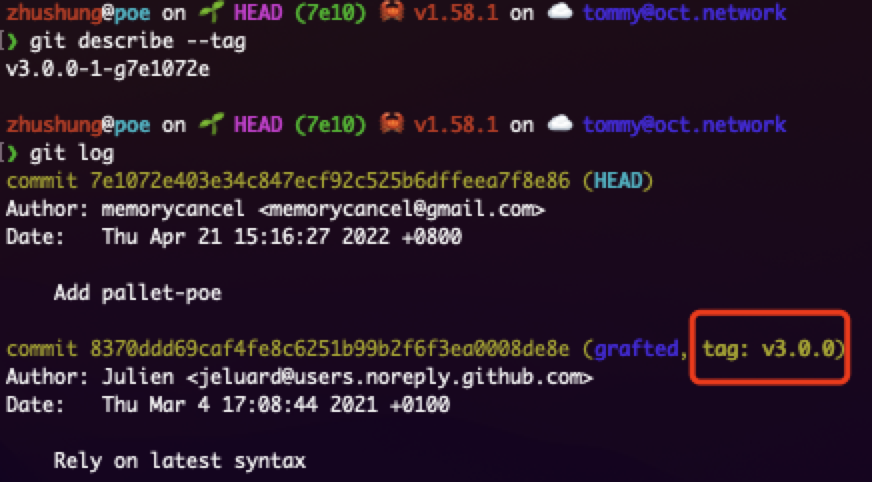 zhushung@poe on HEAD (7e10) v1.58.1 on tommy@oct.network
❯ git describe --tag
v3.0.0-1-g7e1072e
zhushung@poe on HEAD (7e10) v1.58.1 on tommy@oct.network
❯ git log
commit 7e1072e403e34c847ecf92c525b6dffeea7f8e86 (HEAD)
Author: memorycancel <memorycancel@gmail.com>
Date:   Thu Apr 21 15:16:27 2022 +0800
Add pallet-poe
commit 8370ddd69caf4fe8c6251b99b2f6f3ea0008de8e (grafted, tag: v3.0.0)
Author: Julien <jeluard@users.noreply.github.com>
Date:   Thu Mar 4 17:08:44 2021 +0100
Rely on latest syntax